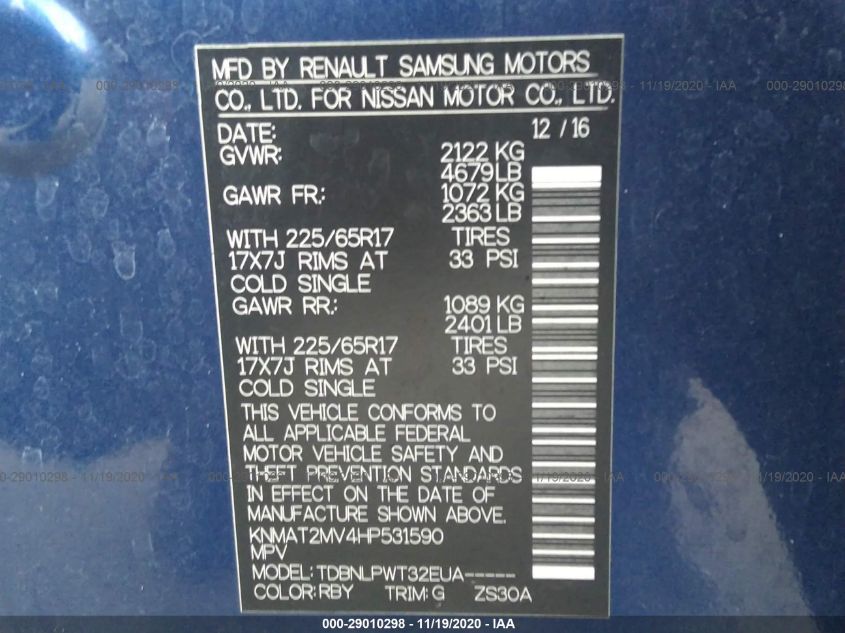 MFD BY RENAULT SAMSUNG MOTORS
CO., LTD. FOR NISSAN MOTOR CO., LTD.
DATE: 12 / 16
GVWR: 2122 KG
4679 LB
GAWR FR.: 1072 KG
2363 LB
WITH 225/65R17 TIRES
17X7J RIMS AT 33 PSI
COLD SINGLE
GAWR RR.: 1089 KG
2401 LB
WITH 225/65R17 TIRES
17X7J RIMS AT 33 PSI
COLD SINGLE
THIS VEHICLE CONFORMS TO
ALL APPLICABLE FEDERAL
MOTOR VEHICLE SAFETY AND
THEFT PREVENTION STANDARDS
IN EFFECT ON THE DATE OF
MANUFACTURE SHOWN ABOVE.
KNMAT2MV4HP531590
MPV
MODEL: TDBNLPWT32EUA-----
COLOR: RBY TRIM: G ZS30A
000-29010298 - 11/19/2020 - IAA